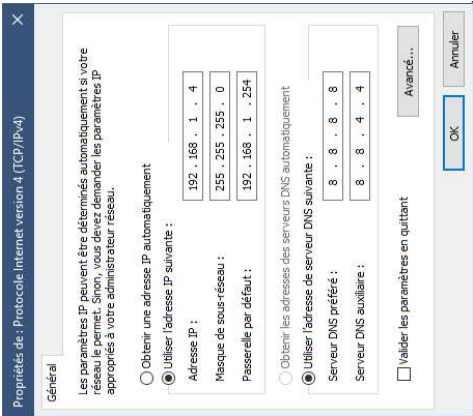 Propriétés de : Protocole Internet version 4 (TCP/IPv4)
Général
Les paramètres IP peuvent être déterminés automatiquement si votre
réseau le permet. Sinon, vous devez demander les paramètres IP
appropriés à votre administrateur réseau.
Obtenir une adresse IP automatiquement
Utiliser l'adresse IP suivante :
Adresse IP : 192 . 168 . 1 . 4
Masque de sous-réseau : 255 . 255 . 255 . 0
Passerelle par défaut : 192 . 168 . 1 . 254
Obtenir les adresses des serveurs DNS automatiquement
Utiliser l'adresse de serveur DNS suivante :
Serveur DNS préféré : 8 . 8 . 8 . 8
Serveur DNS auxiliaire : 8 . 8 . 4 . 4
Valider les paramètres en quittant
Avancé...
OK Annuler